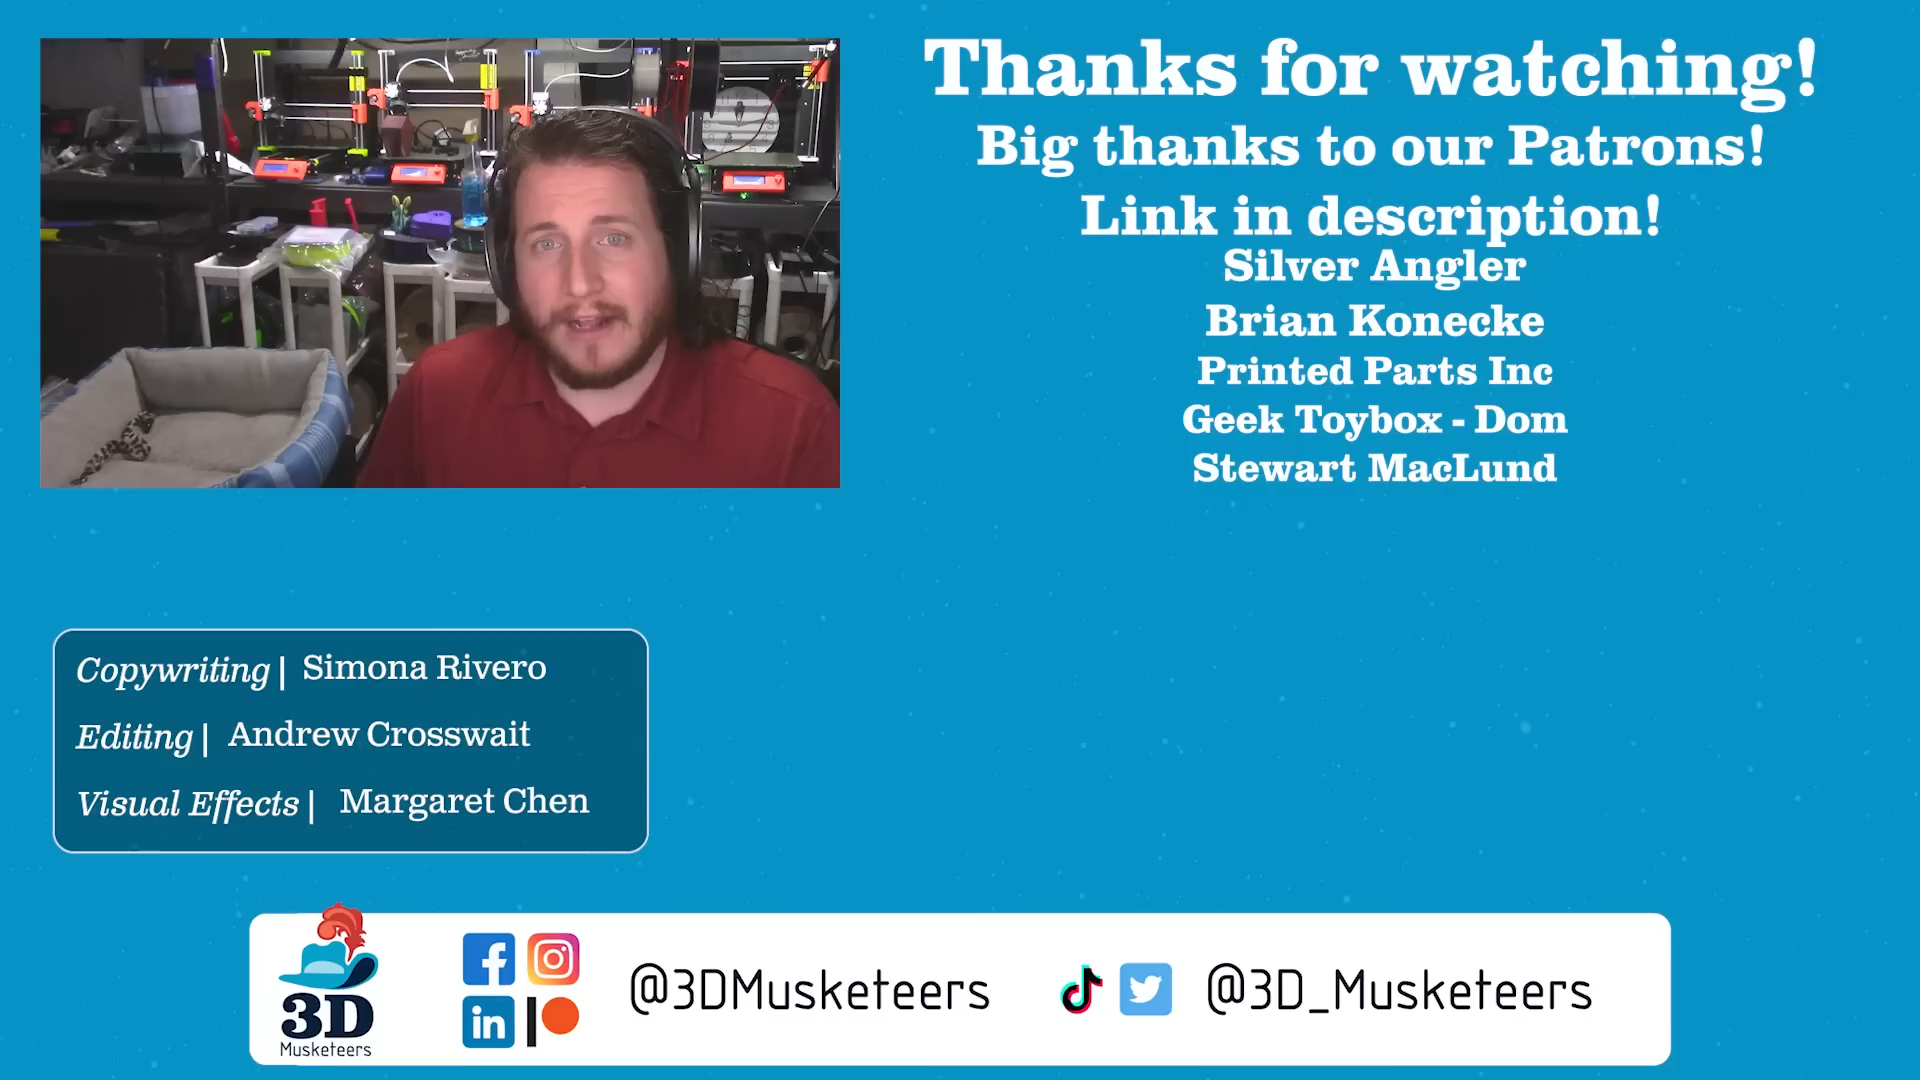 Thanks for watching!
Big thanks to our Patrons!
Link in description!
Silver Angler
Brian Konecke
Printed Parts Inc
Geek Toybox - Dom
Stewart MacLund
Copywriting | Simona Rivero
Editing | Andrew Crosswait
Visual Effects | Margaret Chen
3D
Musketeers
@3DMusketeers
@3D_Musketeers